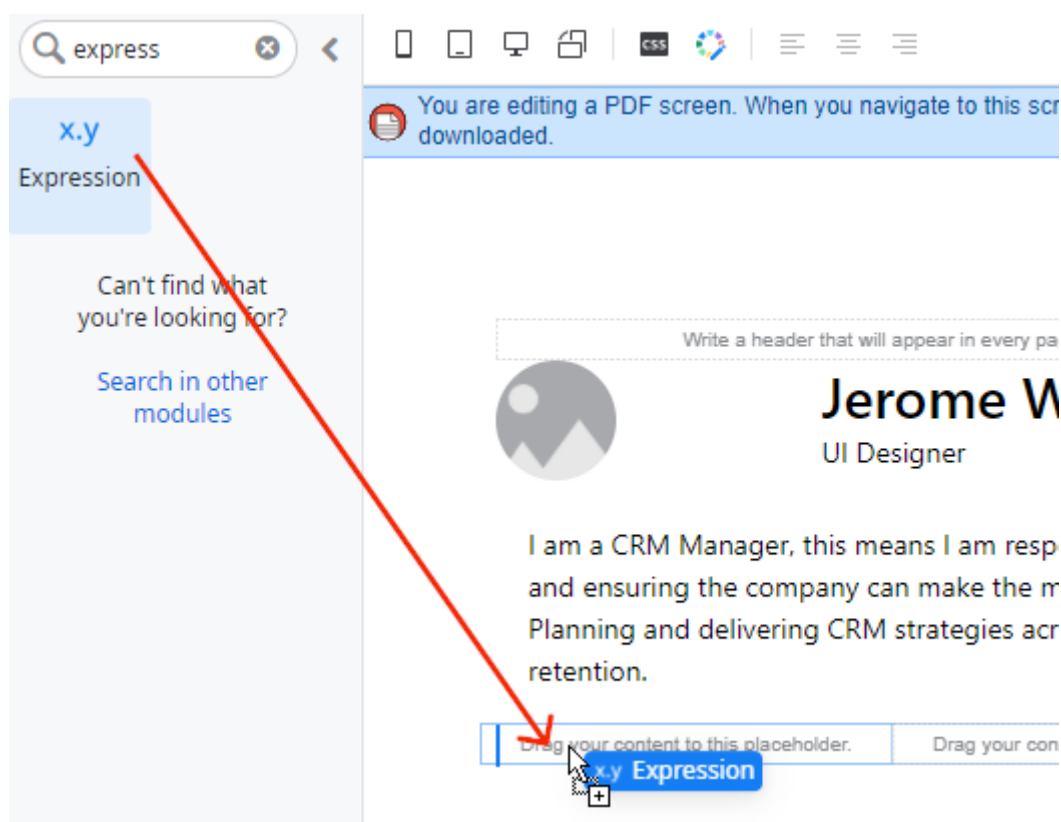 express
css
You are editing a PDF screen. When you navigate to this scr
downloaded.
x.y
Expression
Can't find what
you're looking for?
Search in other
modules
Write a header that will appear in every pa
Jerome W
UI Designer
I am a CRM Manager, this means I am resp
and ensuring the company can make the m
Planning and delivering CRM strategies acr
retention.
Drag your content to this placeholder.
Drag your con
x.y Expression